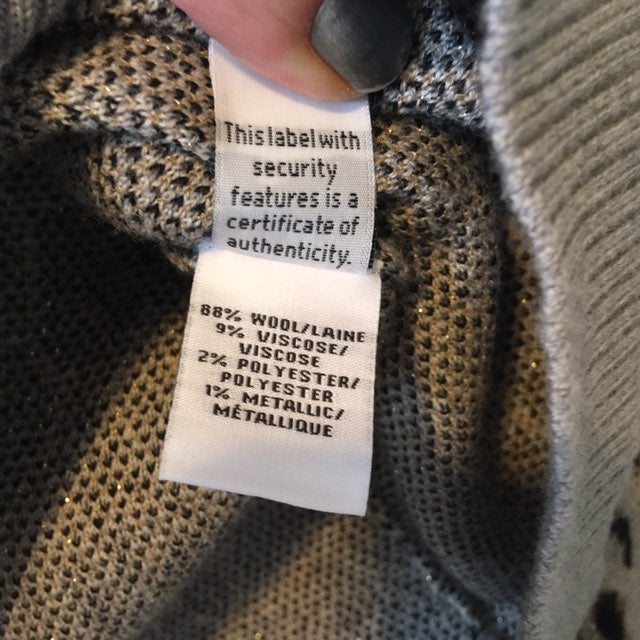 This label with
security
features is a
certificate of
authenticity.
88% WOOL/LAINE
9% VISCOSE/
VISCOSE
2% POLYESTER/
POLYESTER
1% METALLIC/
MÉTALLIQUE